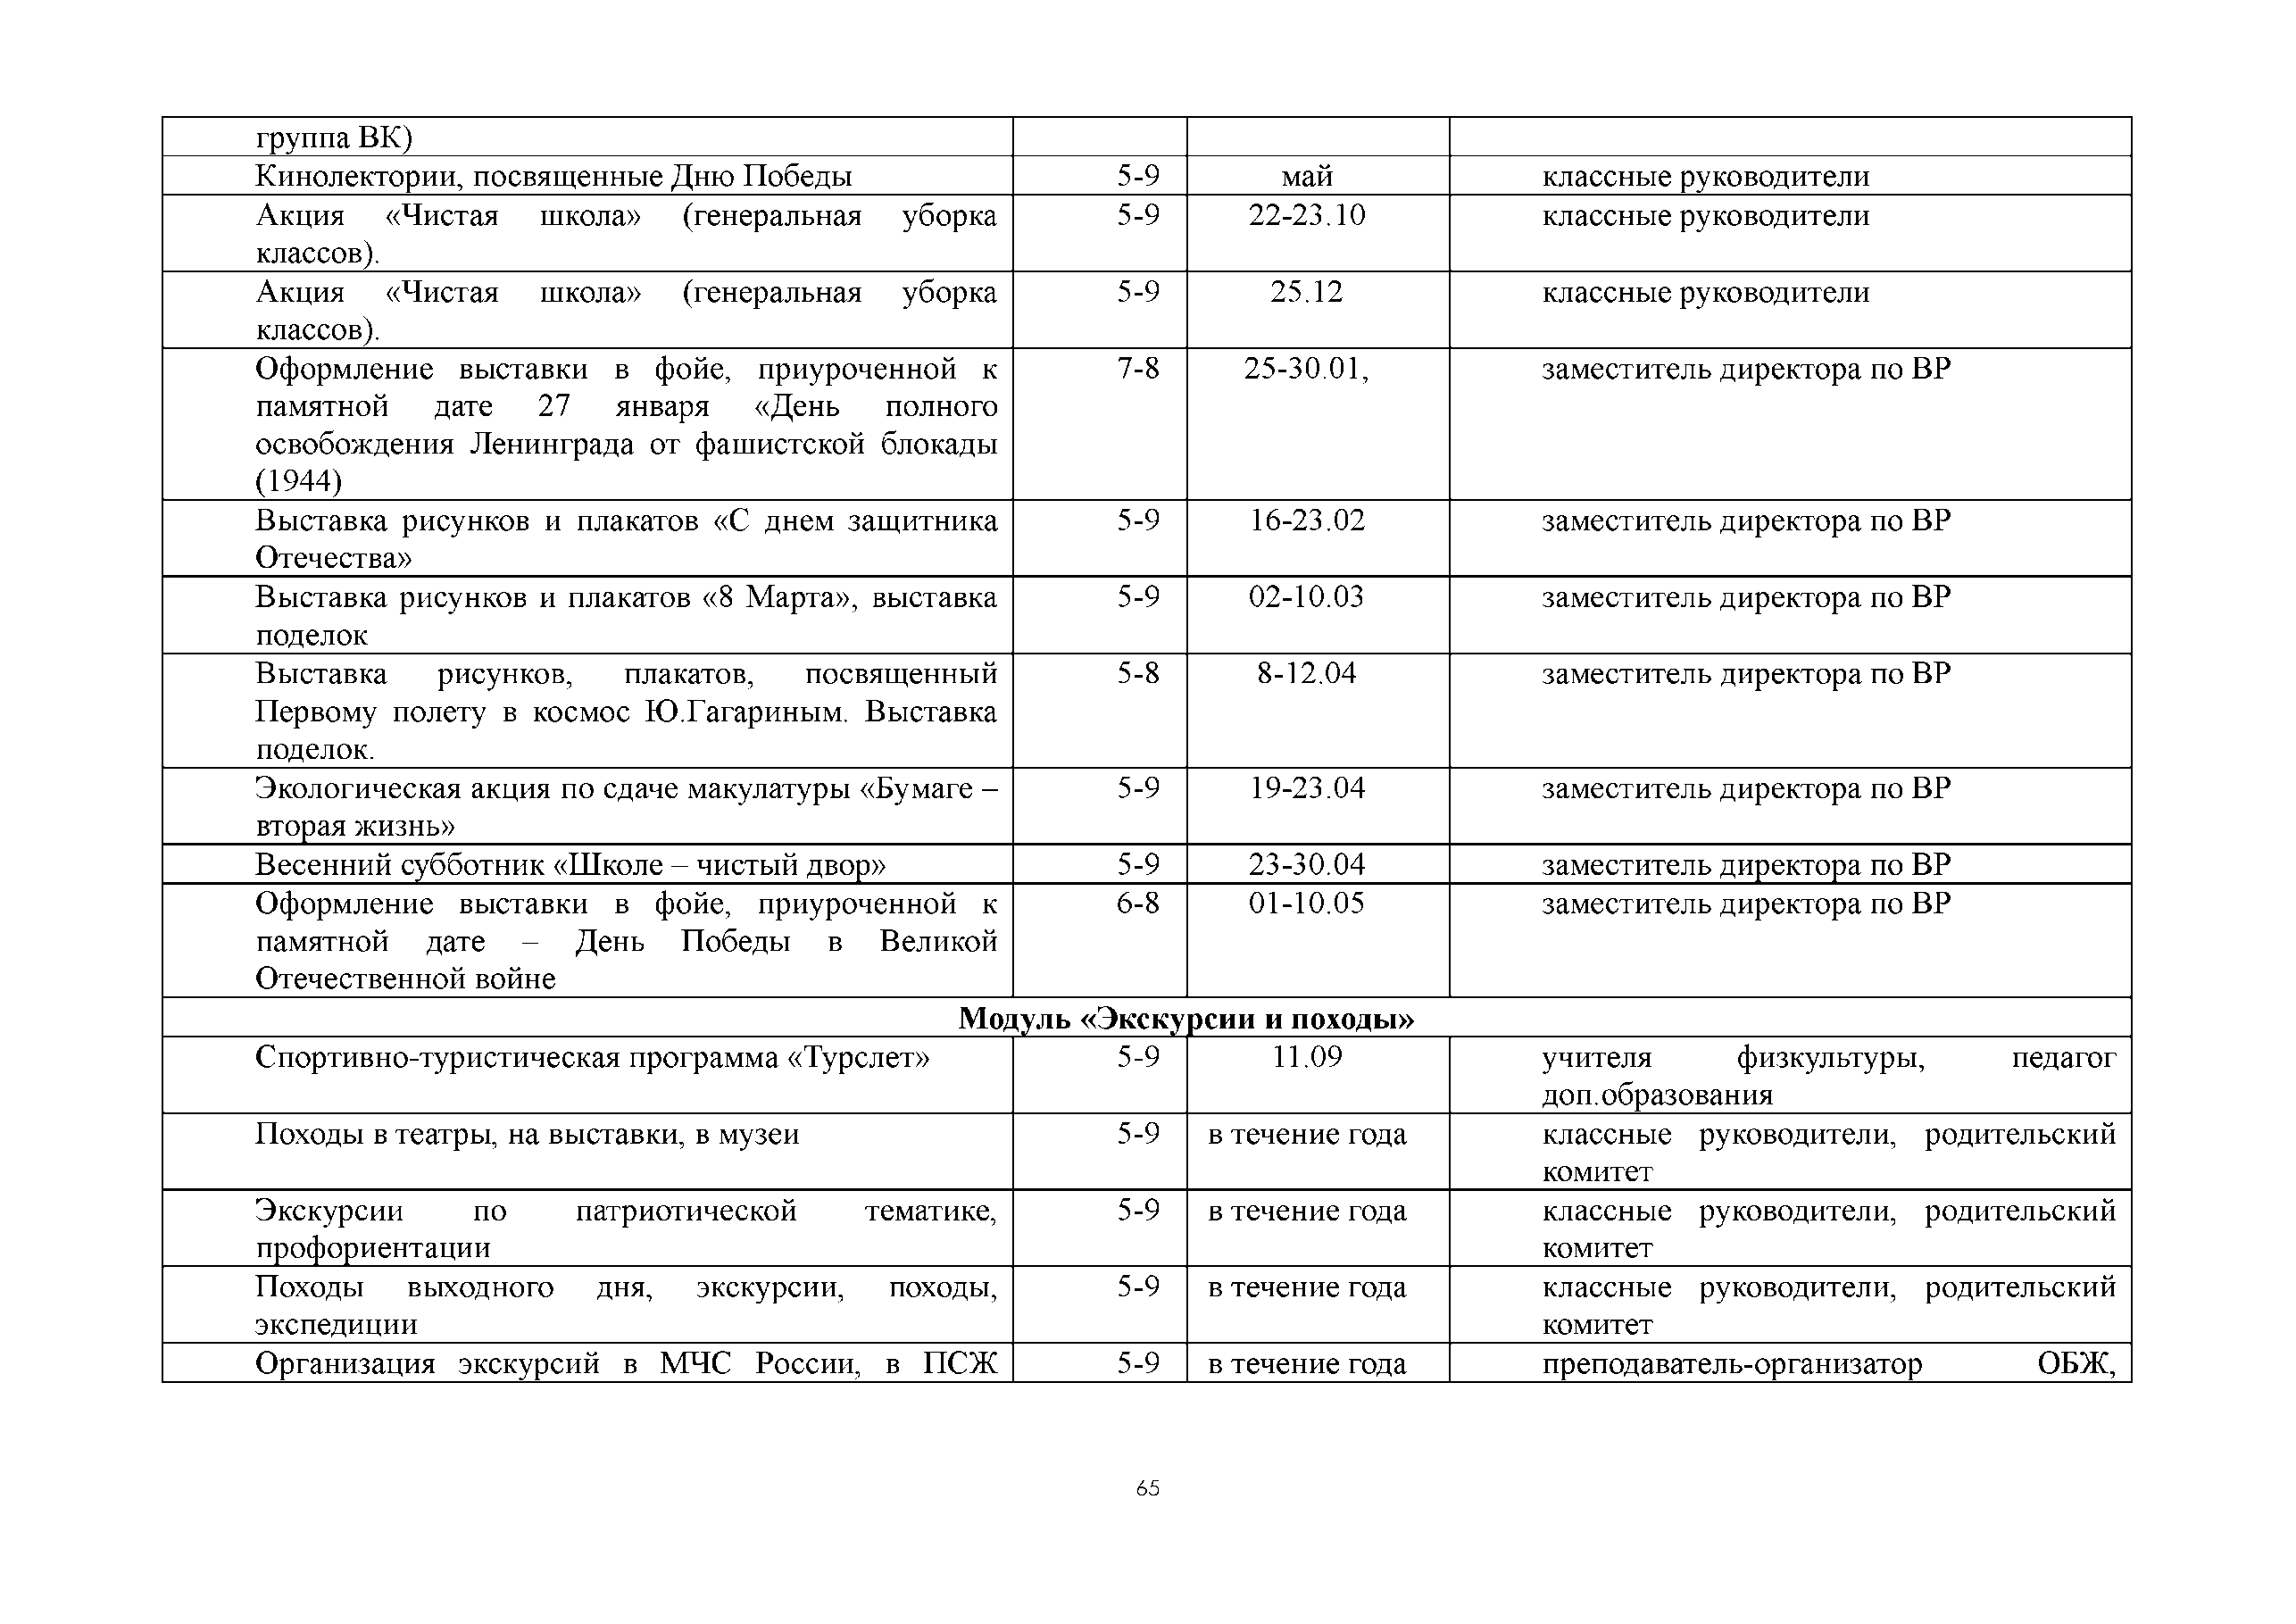 группа ВК)
Кинолектории, посвященные Дню Победы 5-9 май классные руководители
Акция «Чистая школа» (генеральная уборка 5-9 22-23.10 классные руководители
классов).
Акция «Чистая школа» (генеральная уборка 5-9 25.12 классные руководители
классов).
Оформление выставки в фойе, приуроченной к 7-8 25-30.01, заместитель директора по ВР
памятной дате 27 января «День полного
освобождения Ленинграда от фашистской блокады
(1944)
Выставка рисунков и плакатов «С днем защитника 5-9 16-23.02 заместитель директора по ВР
Отечества»
Выставка рисунков и плакатов «8 Марта», выставка 5-9 02-10.03 заместитель директора по ВР
поделок
Выставка рисунков, плакатов, посвященный 5-8 8-12.04 заместитель директора по ВР
Первому полету в космос Ю.Гагариным. Выставка
поделок.
Экологическая акция по сдаче макулатуры «Бумаге – 5-9 19-23.04 заместитель директора по ВР
вторая жизнь»
Весенний субботник «Школе – чистый двор» 5-9 23-30.04 заместитель директора по ВР
Оформление выставки в фойе, приуроченной к 6-8 01-10.05 заместитель директора по ВР
памятной дате – День Победы в Великой
Отечественной войне
Модуль «Экскурсии и походы»
Спортивно-туристическая программа «Турслет» 5-9 11.09 учителя физкультуры, педагог
доп.образования
Походы в театры, на выставки, в музеи 5-9 в течение года классные руководители, родительский
комитет
Экскурсии по патриотической тематике, 5-9 в течение года классные руководители, родительский
профориентации комитет
Походы выходного дня, экскурсии, походы, 5-9 в течение года классные руководители, родительский
экспедиции комитет
Организация экскурсий в МЧС России, в ПСЖ 5-9 в течение года преподаватель-организатор ОБЖ,
65